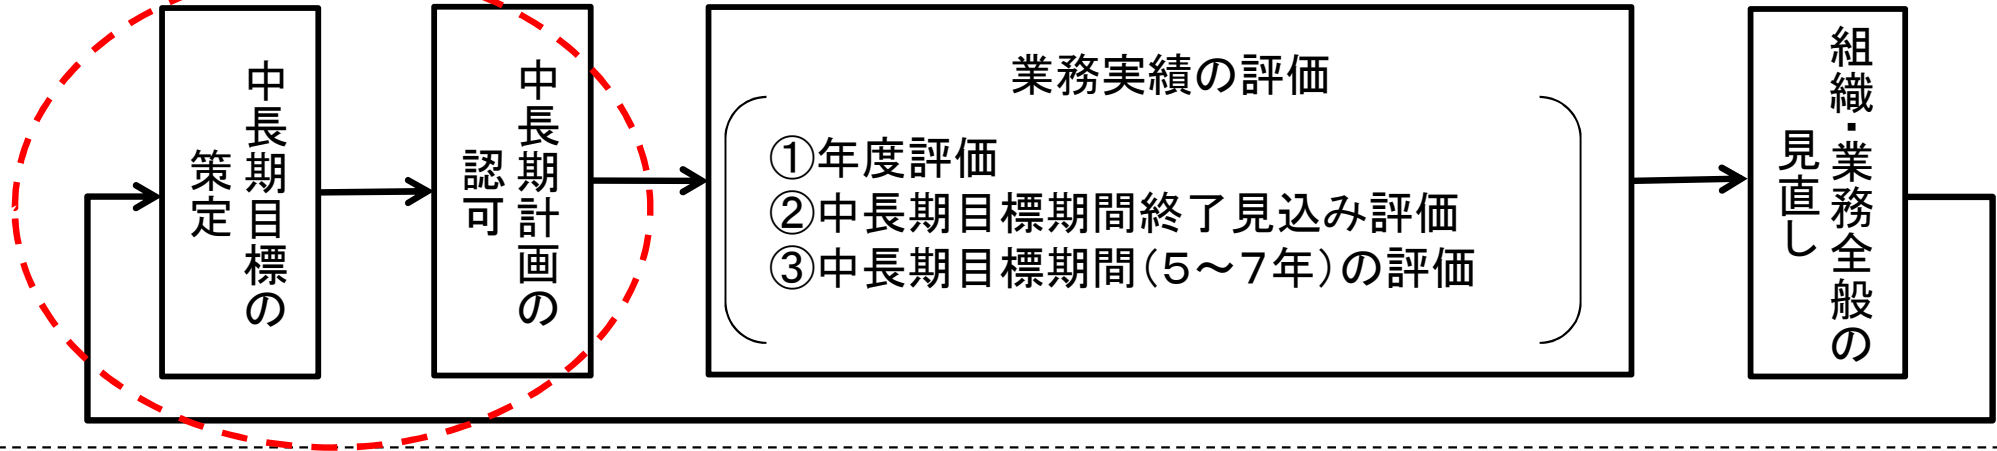 中長期目標の
策定
中長期計画の
認可
業務実績の評価
①年度評価
②中長期目標期間終了見込み評価
③中長期目標期間(5～7年)の評価
組織・業務全般の
見直し